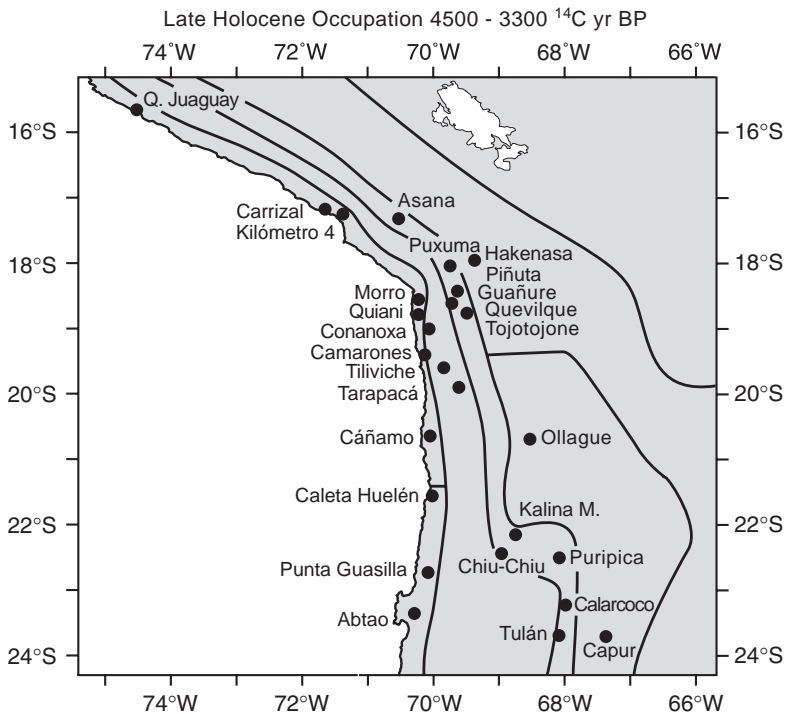 Late Holocene Occupation 4500 - 3300 ¹⁴C yr BP
74°W 72°W 70°W 68°W 66°W
Q. Juaguay
16°S 16°S
Asana
Carrizal
Kilómetro 4
Puxuma
Hakenasa
18°S 18°S
Piñuta
Morro
Guañure
Quiani
Quevilque
Conanoxa
Tojotojone
Camarones
Tiliviche
Tarapacá
20°S 20°S
Cáñamo
Ollague
Caleta Huelén
Kalina M.
22°S 22°S
Punta Guasilla
Chiu-Chiu
Puripica
Calarcoco
Abtao
Tulán
Capur
24°S 24°S
74°W 72°W 70°W 68°W 66°W